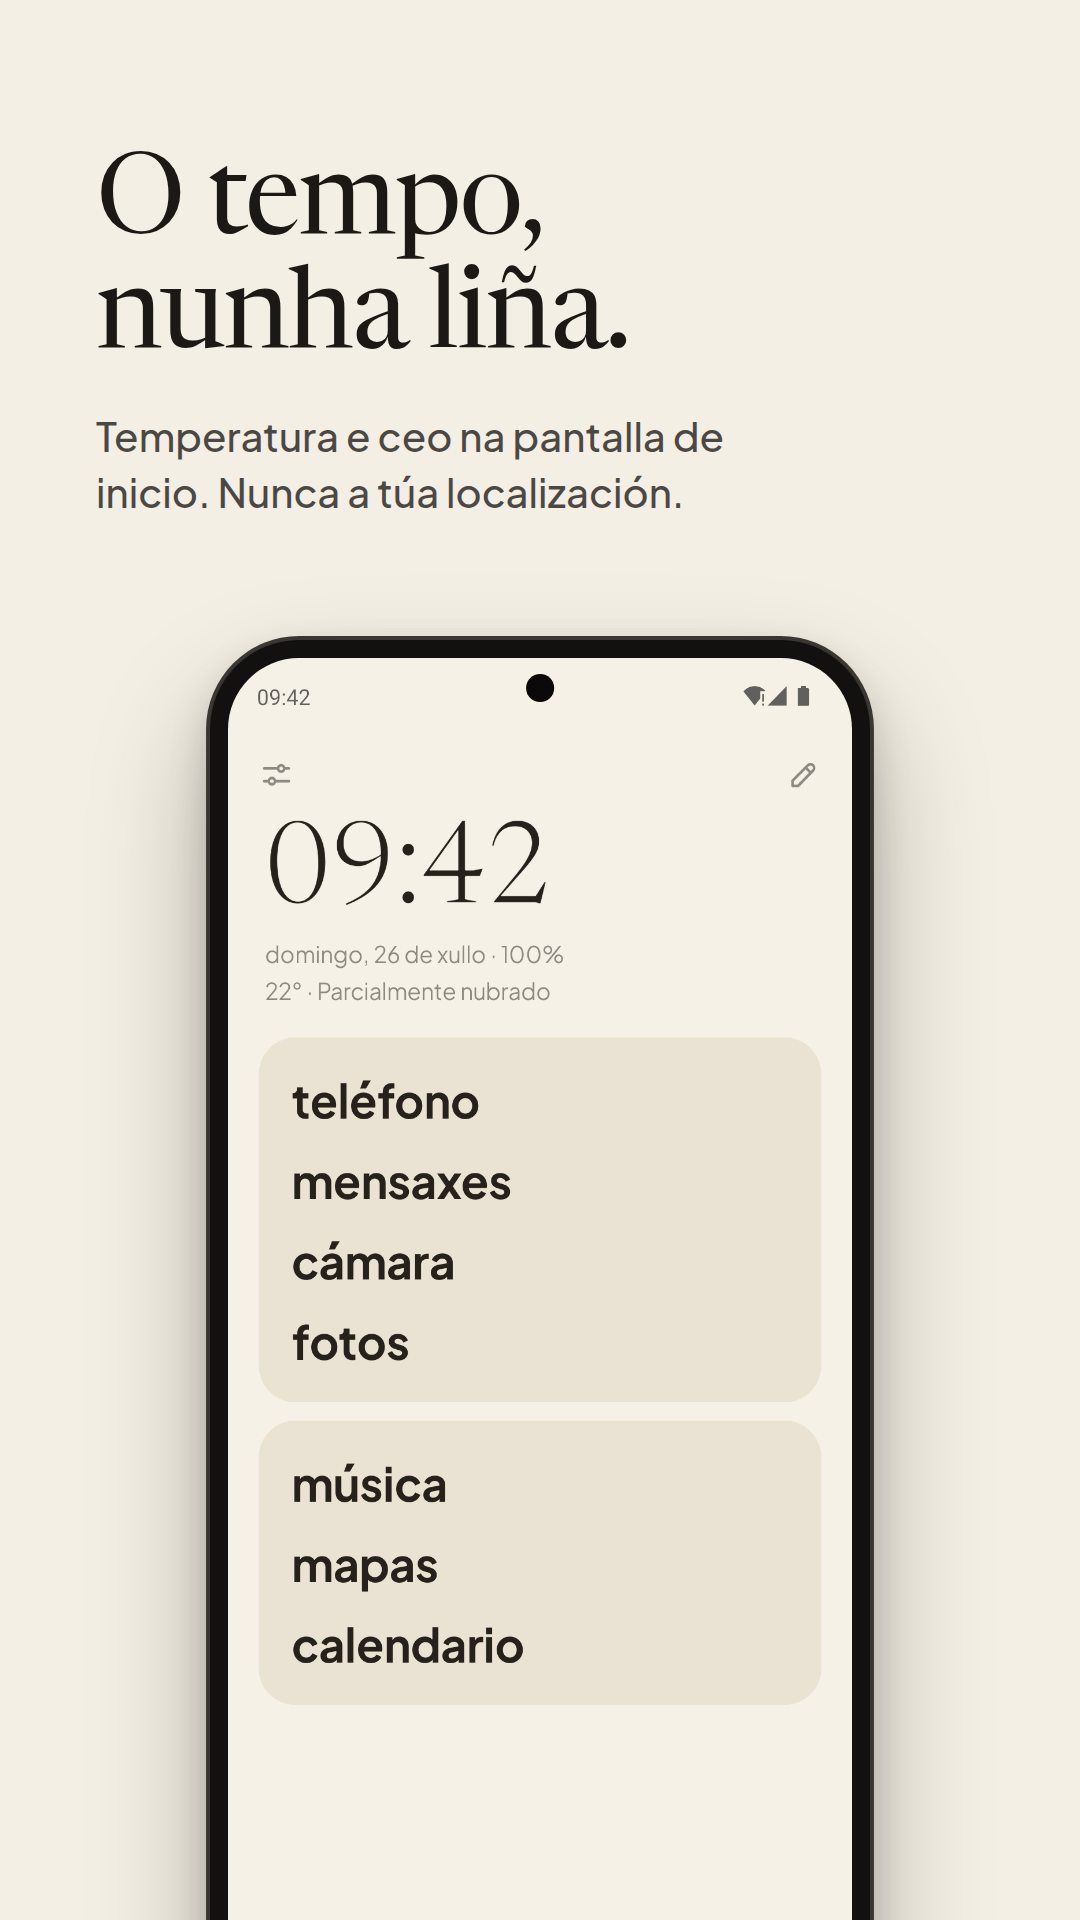 O tempo,
nunha liña.
Temperatura e ceo na pantalla de
inicio. Nunca a túa localización.
09:42
09:42
domingo, 26 de xullo · 100%
22° · Parcialmente nubrado
teléfono
mensaxes
cámara
fotos
música
mapas
calendario